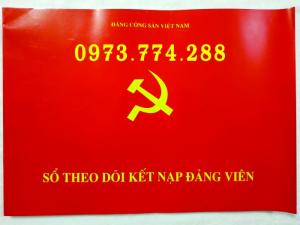 ĐẢNG CỘNG SẢN VIỆT NAM
0973.774.288
SỔ THEO DÕI KẾT NẠP ĐẢNG VIÊN